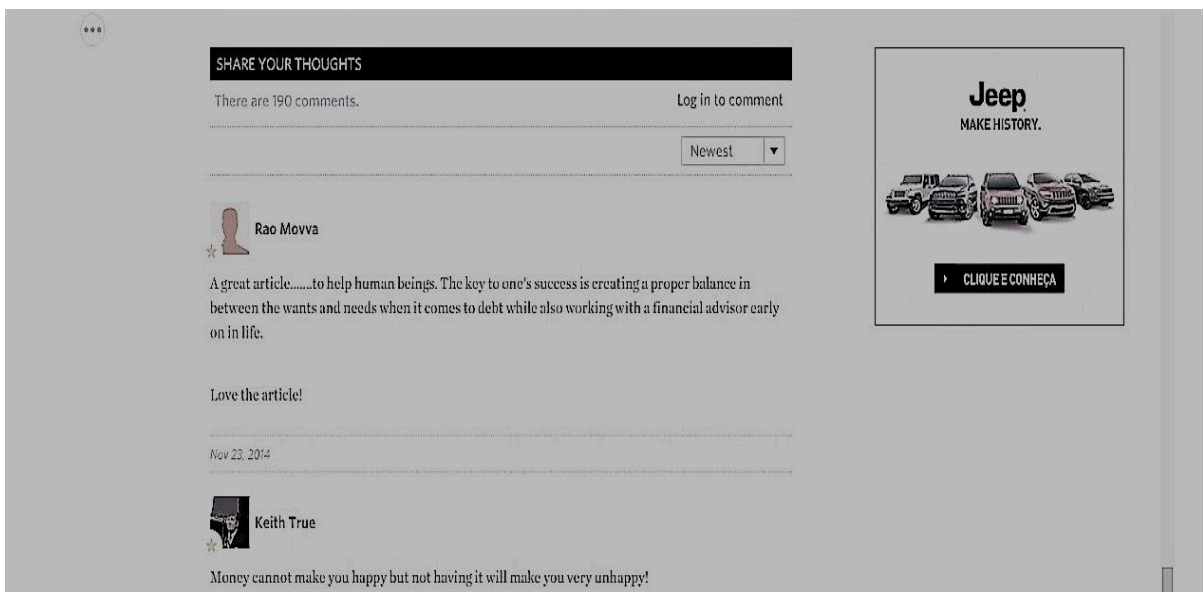 SHARE YOUR THOUGHTS
There are 190 comments.
Log in to comment
Newest
Rao Movva
A great article.......to help human beings. The key to one's success is creating a proper balance in
between the wants and needs when it comes to debt while also working with a financial advisor early
on in life.
Love the article!
Nov 23, 2014
Keith True
Money cannot make you happy but not having it will make you very unhappy!
Jeep
MAKE HISTORY.
CLIQUE E CONHEÇA